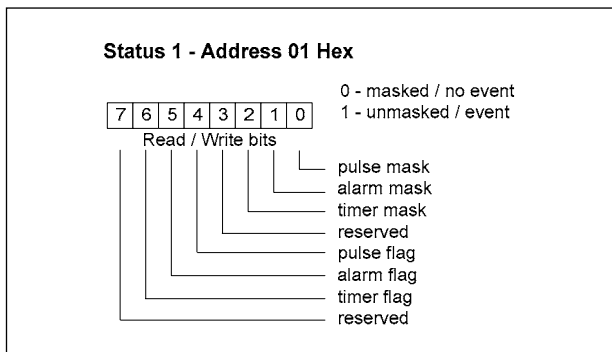 Status 1 - Address 01 Hex
0 - masked / no event
1 - unmasked / event
7 6 5 4 3 2 1 0
Read / Write bits
pulse mask
alarm mask
timer mask
reserved
pulse flag
alarm flag
timer flag
reserved